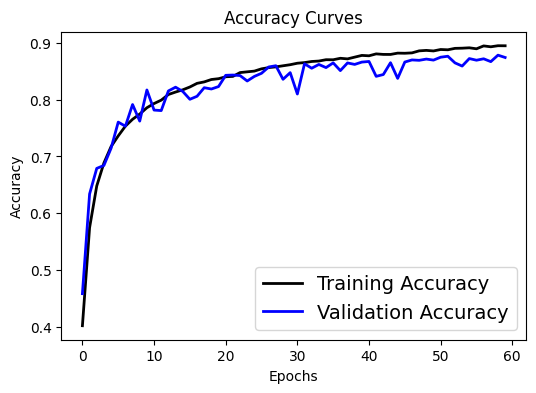 Accuracy Curves
0.9
0.8
0.7
0.6
0.5
0.4
Accuracy
0 10 20 30 40 50 60
Epochs
Training Accuracy
Validation Accuracy